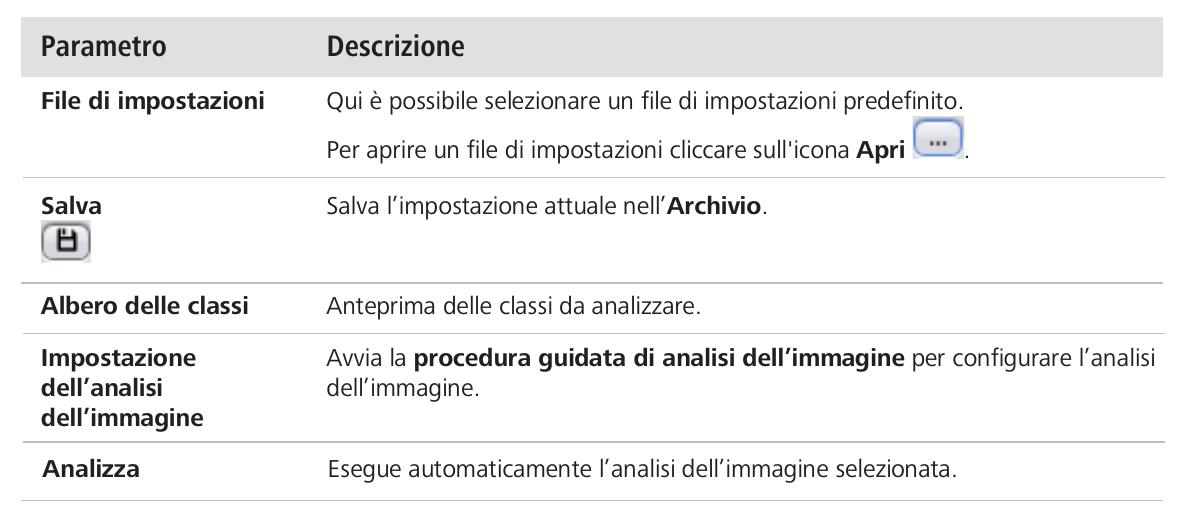 Parametro Descrizione
File di impostazioni Qui è possibile selezionare un file di impostazioni predefinito.
Per aprire un file di impostazioni cliccare sull'icona Apri ... .
Salva Salva l’impostazione attuale nell’Archivio.
Albero delle classi Anteprima delle classi da analizzare.
Impostazione Avvia la procedura guidata di analisi dell’immagine per configurare l’analisi
dell’analisi dell’immagine.
dell’immagine
Analizza Esegue automaticamente l’analisi dell’immagine selezionata.